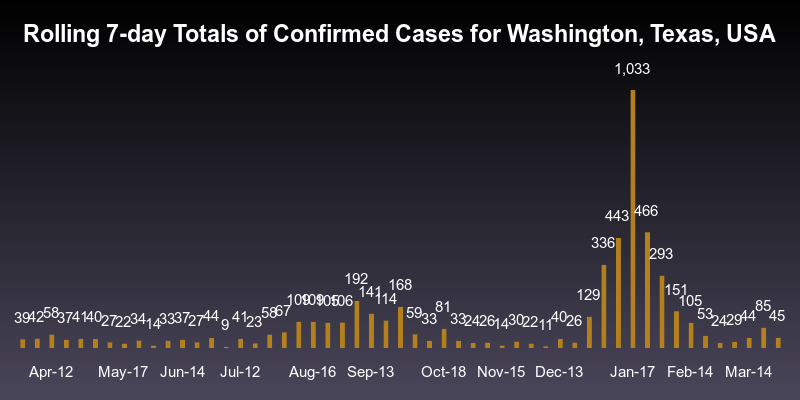 Rolling 7-day Totals of Confirmed Cases for Washington, Texas, USA
39 42 58 37 41 40 27 22 34 14 33 37 27 44 9 41 23 58 67 109 109 105 106 192 141 114 168 59 33 81 33 24 26 14 30 22 11 40 26 129 336 443 1,033 466 293 151 105 53 24 29 44 85 45
Apr-12 May-17 Jun-14 Jul-12 Aug-16 Sep-13 Oct-18 Nov-15 Dec-13 Jan-17 Feb-14 Mar-14